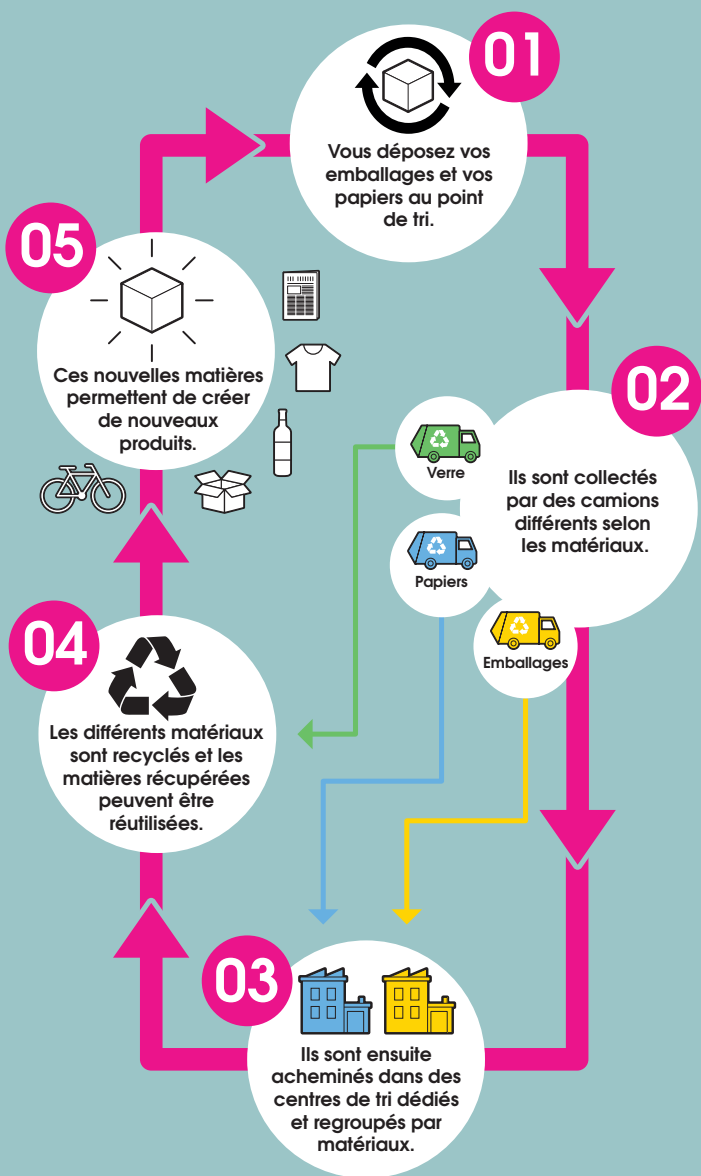 01
Vous déposez vos
emballages et vos
papiers au point
de tri.
02
Ils sont collectés
par des camions
différents selon
les matériaux.
Verre
Papiers
Emballages
03
Ils sont ensuite
acheminés dans des
centres de tri dédiés
et regroupés par
matériaux.
04
Les différents matériaux
sont recyclés et les
matières récupérées
peuvent être
réutilisées.
05
Ces nouvelles matières
permettent de créer
de nouveaux
produits.